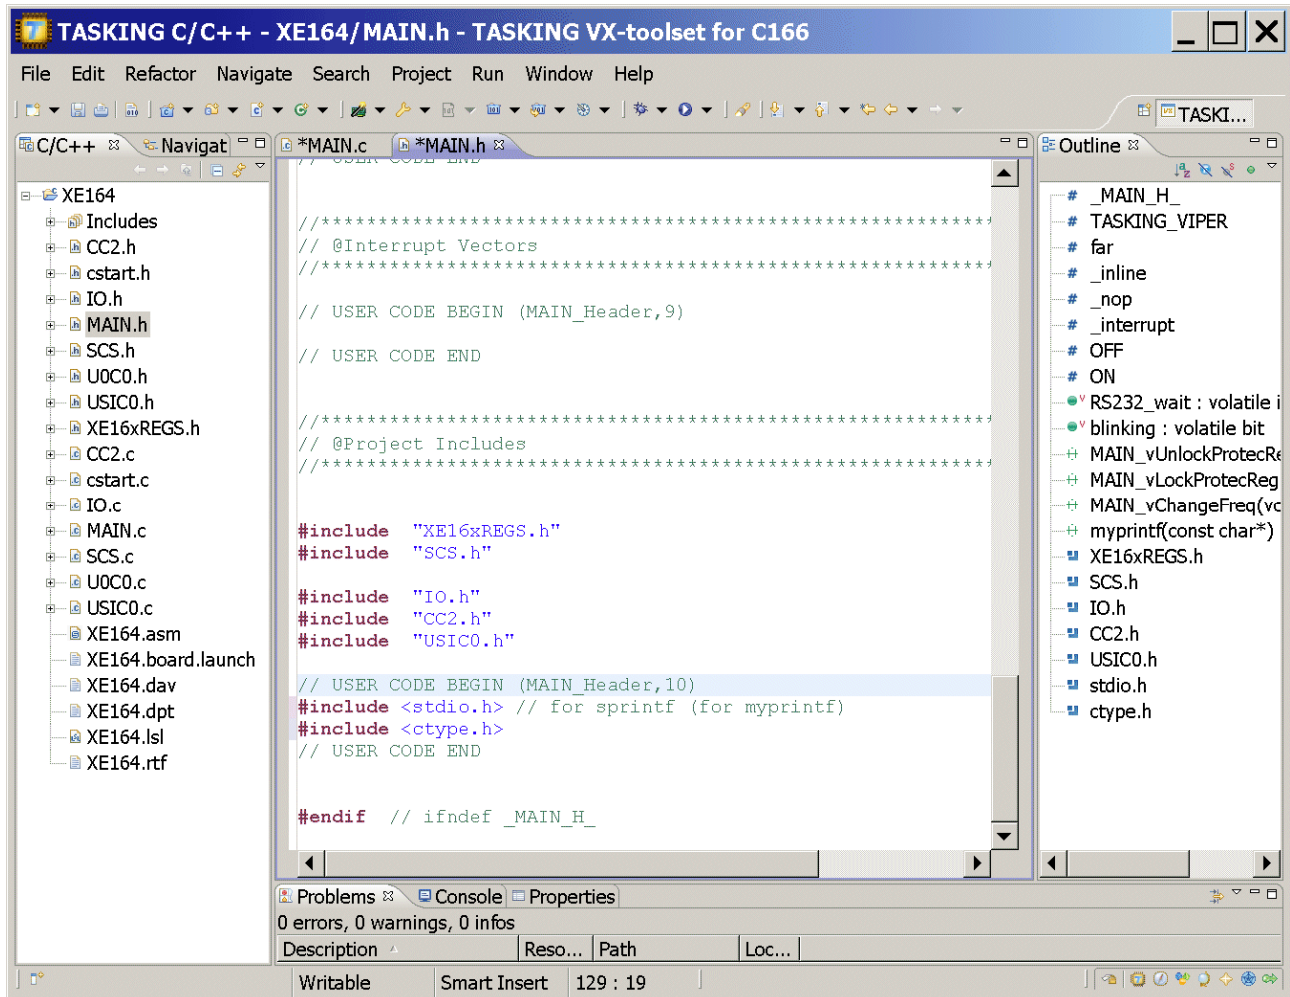 TASKING C/C++ - XE164/MAIN.h - TASKING VX-toolset for C166
File Edit Refactor Navigate Search Project Run Window Help
TASKI...
C/C++ Navigat
XE164
Includes
CC2.h
cstart.h
IO.h
MAIN.h
SCS.h
U0C0.h
USIC0.h
XE16xREGS.h
CC2.c
cstart.c
IO.c
MAIN.c
SCS.c
U0C0.c
USIC0.c
XE164.asm
XE164.board.launch
XE164.dav
XE164.dpt
XE164.lsl
XE164.rtf
*MAIN.c *MAIN.h
// USER CODE END
//************************************************************
// @Interrupt Vectors
//************************************************************
// USER CODE BEGIN (MAIN_Header,9)
// USER CODE END
//************************************************************
// @Project Includes
//************************************************************
#include  "XE16xREGS.h"
#include  "SCS.h"
#include  "IO.h"
#include  "CC2.h"
#include  "USIC0.h"
// USER CODE BEGIN (MAIN_Header,10)
#include <stdio.h> // for sprintf (for myprintf)
#include <ctype.h>
// USER CODE END
#endif  // ifndef _MAIN_H_
Outline
# _MAIN_H_
# TASKING_VIPER
# far
# _inline
# _nop
# _interrupt
# OFF
# ON
RS232_wait : volatile i
blinking : volatile bit
MAIN_vUnlockProtecRe
MAIN_vLockProtecReg
MAIN_vChangeFreq(vo
myprintf(const char*)
XE16xREGS.h
SCS.h
IO.h
CC2.h
USIC0.h
stdio.h
ctype.h
Problems Console Properties
0 errors, 0 warnings, 0 infos
Description Reso... Path Loc...
Writable Smart Insert 129 : 19